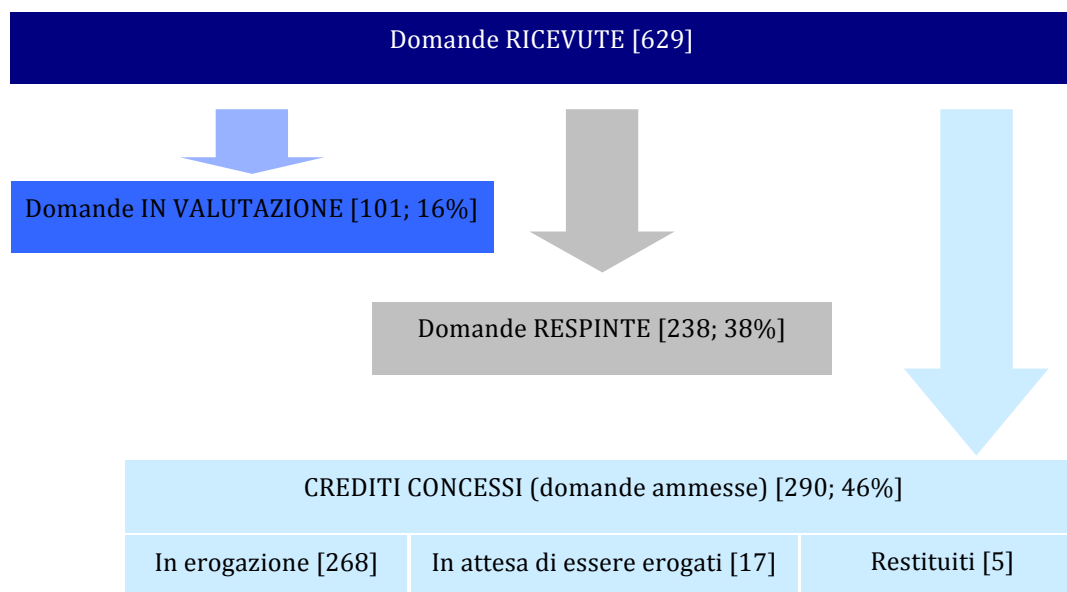 Domande RICEVUTE [629]
Domande IN VALUTAZIONE [101; 16%]
Domande RESPINTE [238; 38%]
CREDITI CONCESSI (domande ammesse) [290; 46%]
In erogazione [268]
In attesa di essere erogati [17]
Restituiti [5]